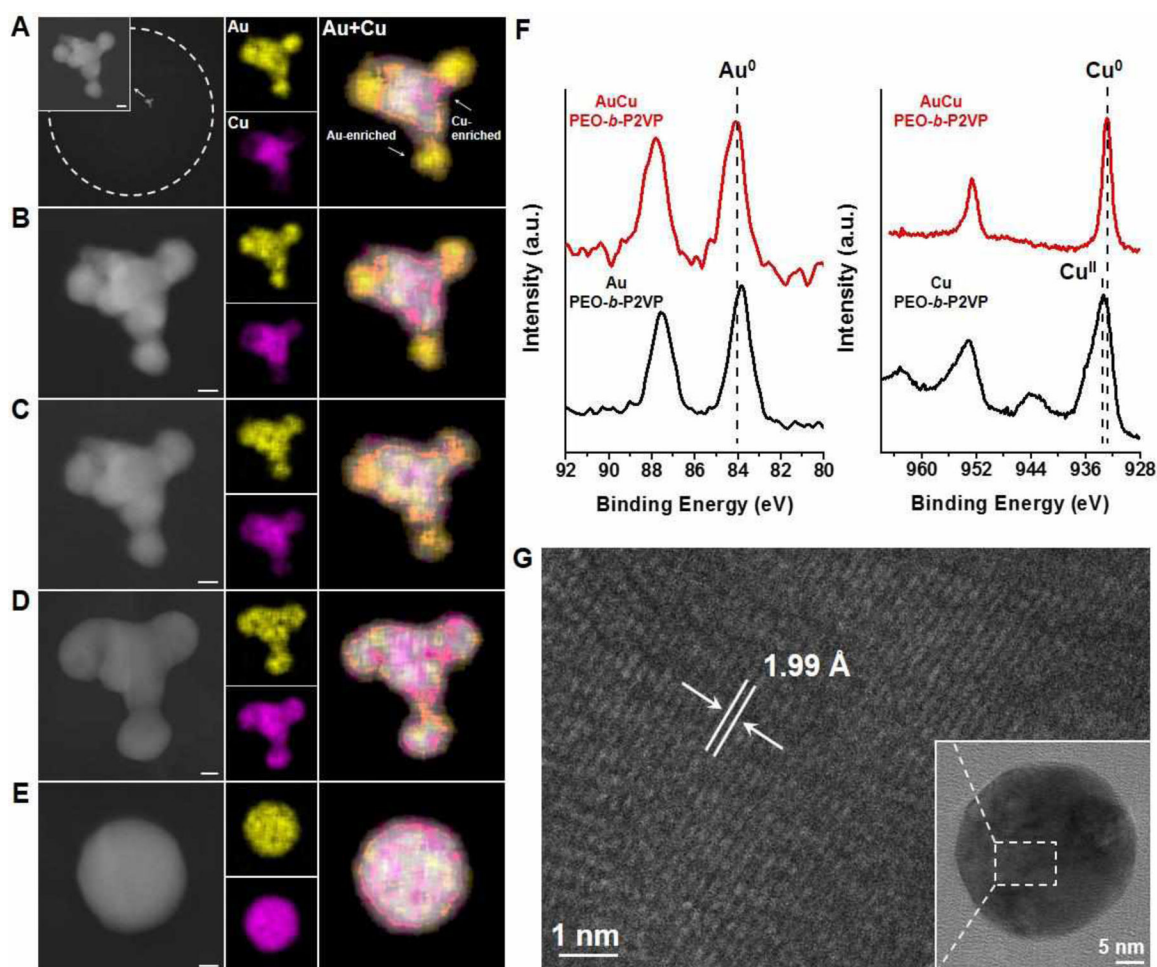 A
Au
Cu
Au+Cu
Au-enriched
Cu-
enriched
B
C
D
E
F
Intensity (a.u.)
Au⁰
AuCu
PEO-b-P2VP
Au
PEO-b-P2VP
92 90 88 86 84 82 80
Binding Energy (eV)
Intensity (a.u.)
Cu⁰
AuCu
PEO-b-P2VP
Cuᴵᴵ
Cu
PEO-b-P2VP
960 952 944 936 928
Binding Energy (eV)
G
1.99 Å
1 nm
5 nm